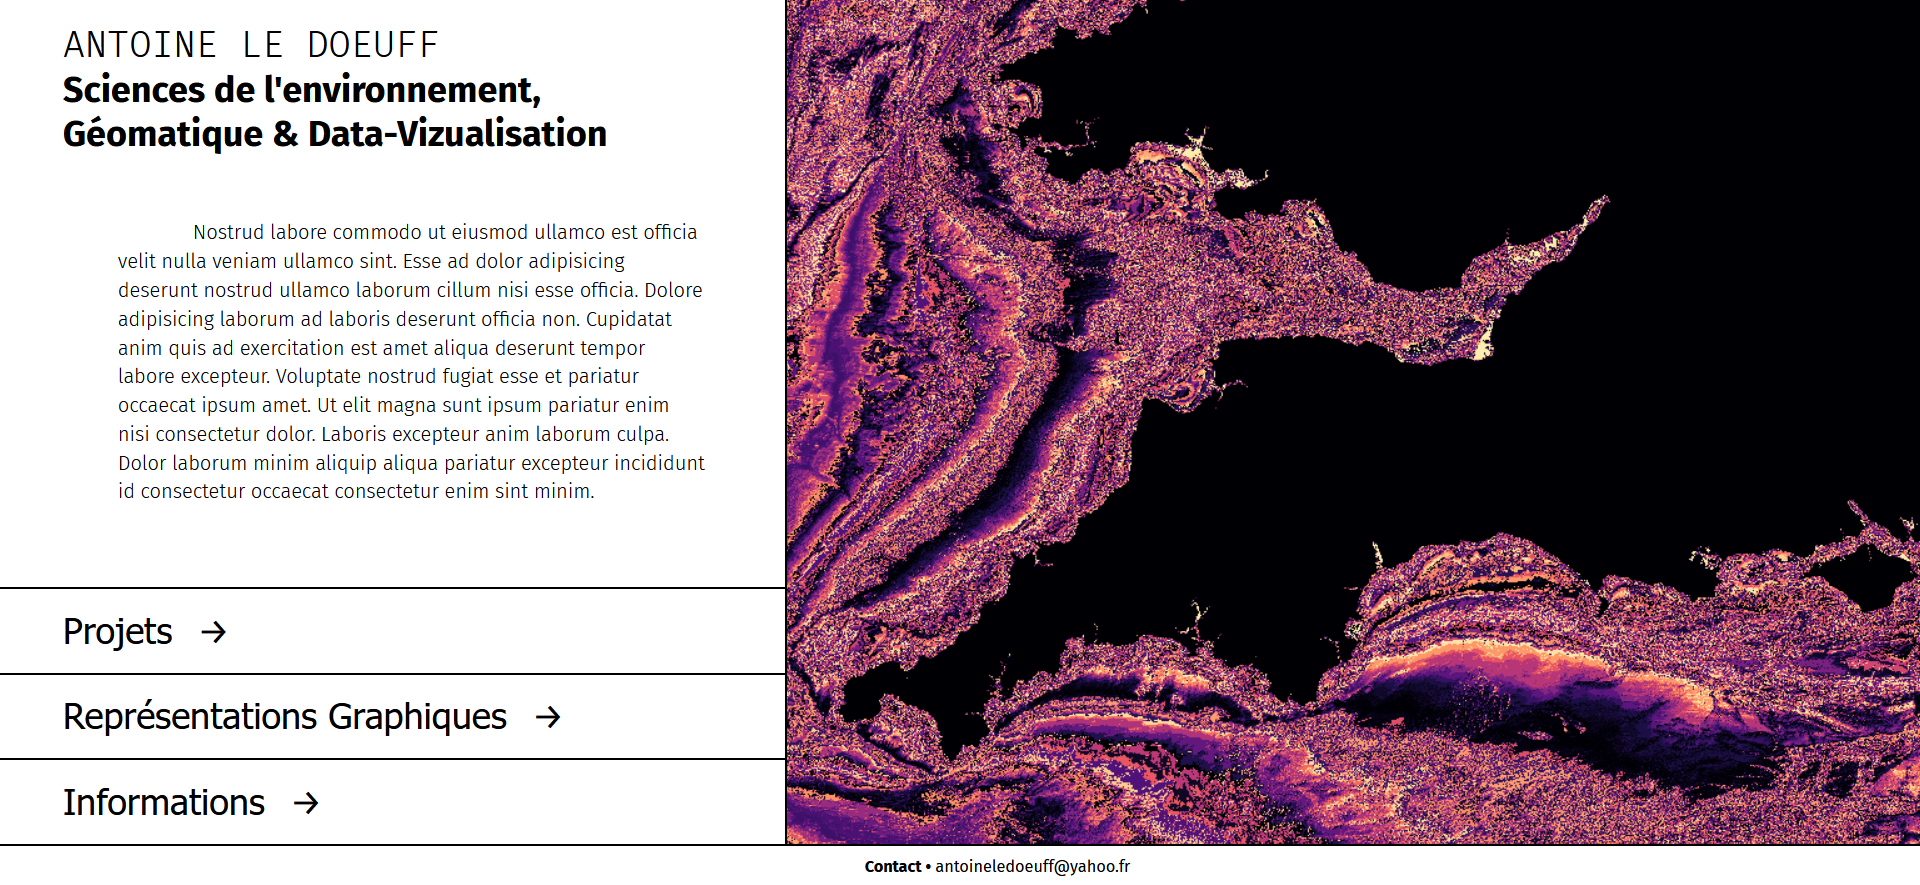 ANTOINE LE DOEUFF
Sciences de l'environnement,
Géomatique & Data-Vizualisation
Nostrud labore commodo ut eiusmod ullamco est officia
velit nulla veniam ullamco sint. Esse ad dolor adipisicing
deserunt nostrud ullamco laborum cillum nisi esse officia. Dolore
adipisicing laborum ad laboris deserunt officia non. Cupidatat
anim quis ad exercitation est amet aliqua deserunt tempor
labore excepteur. Voluptate nostrud fugiat esse et pariatur
occaecat ipsum amet. Ut elit magna sunt ipsum pariatur enim
nisi consectetur dolor. Laboris excepteur anim laborum culpa.
Dolor laborum minim aliquip aliqua pariatur excepteur incididunt
id consectetur occaecat consectetur enim sint minim.
Projets →
Représentations Graphiques →
Informations →
Contact • antoineledoeuff@yahoo.fr